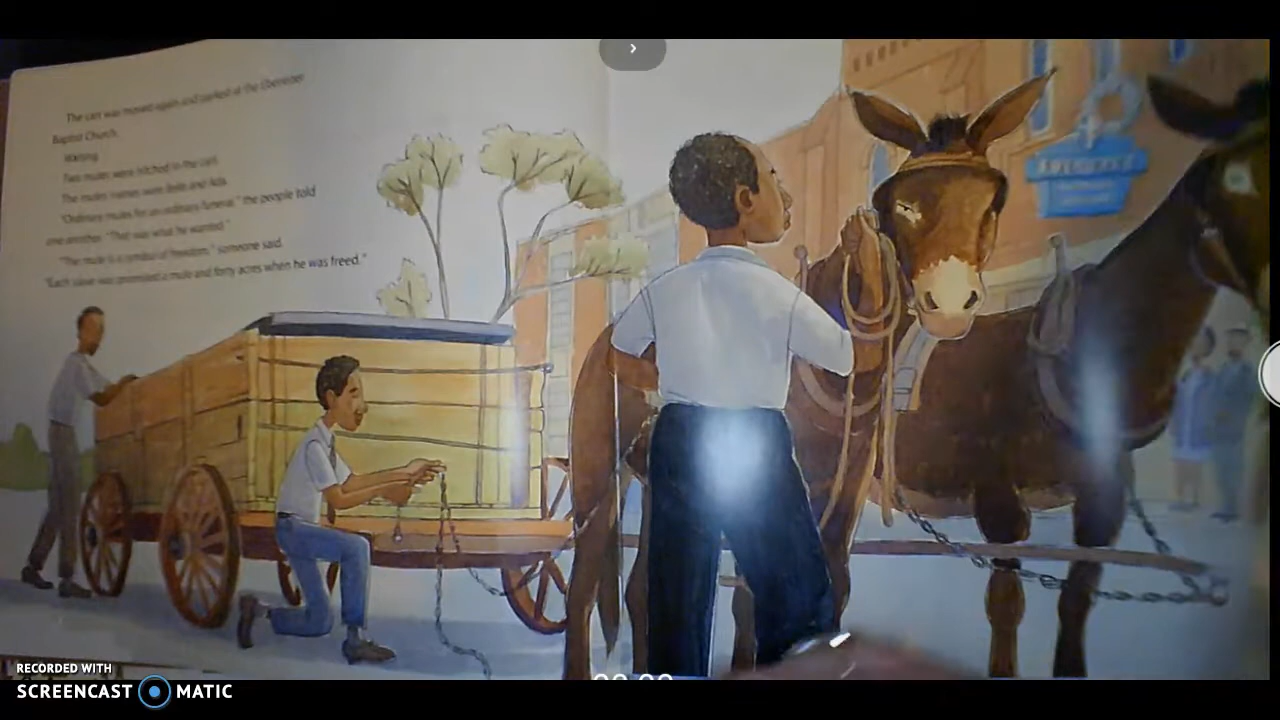 The cart was moved again and parked at the Ebenezer
Baptist Church.
Waiting.
Two mules were hitched to the cart.
The mules' names were Belle and Ada.
"Ordinary mules for an ordinary funeral," the people told
one another. "That was what he wanted."
"The mule is a symbol of freedom," someone said.
"Each slave was promised a mule and forty acres when he was freed."
RECORDED WITH
SCREENCAST MATIC